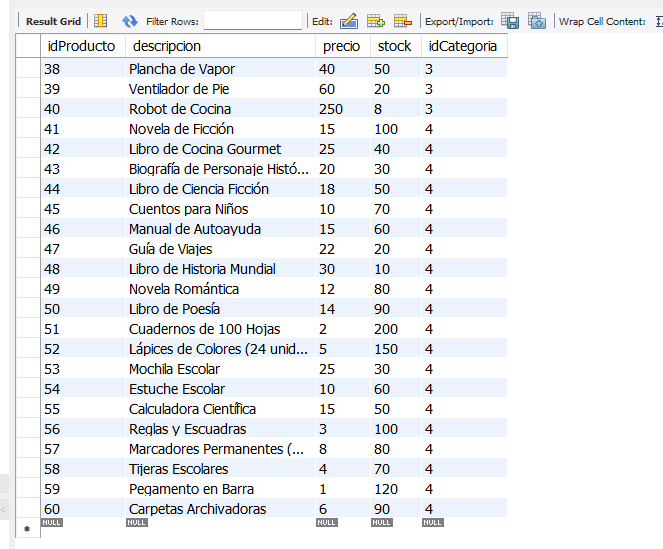 Result Grid Filter Rows: Edit: Export/Import: Wrap Cell Content:
idProducto descripcion precio stock idCategoria
38 Plancha de Vapor 40 50 3
39 Ventilador de Pie 60 20 3
40 Robot de Cocina 250 8 3
41 Novela de Ficción 15 100 4
42 Libro de Cocina Gourmet 25 40 4
43 Biografía de Personaje Histó... 20 30 4
44 Libro de Ciencia Ficción 18 50 4
45 Cuentos para Niños 10 70 4
46 Manual de Autoayuda 15 60 4
47 Guía de Viajes 22 20 4
48 Libro de Historia Mundial 30 10 4
49 Novela Romántica 12 80 4
50 Libro de Poesía 14 90 4
51 Cuadernos de 100 Hojas 2 200 4
52 Lápices de Colores (24 unid... 5 150 4
53 Mochila Escolar 25 30 4
54 Estuche Escolar 10 60 4
55 Calculadora Científica 15 50 4
56 Reglas y Escuadras 3 100 4
57 Marcadores Permanentes (... 8 80 4
58 Tijeras Escolares 4 70 4
59 Pegamento en Barra 1 120 4
60 Carpetas Archivadoras 6 90 4
NULL NULL NULL NULL NULL